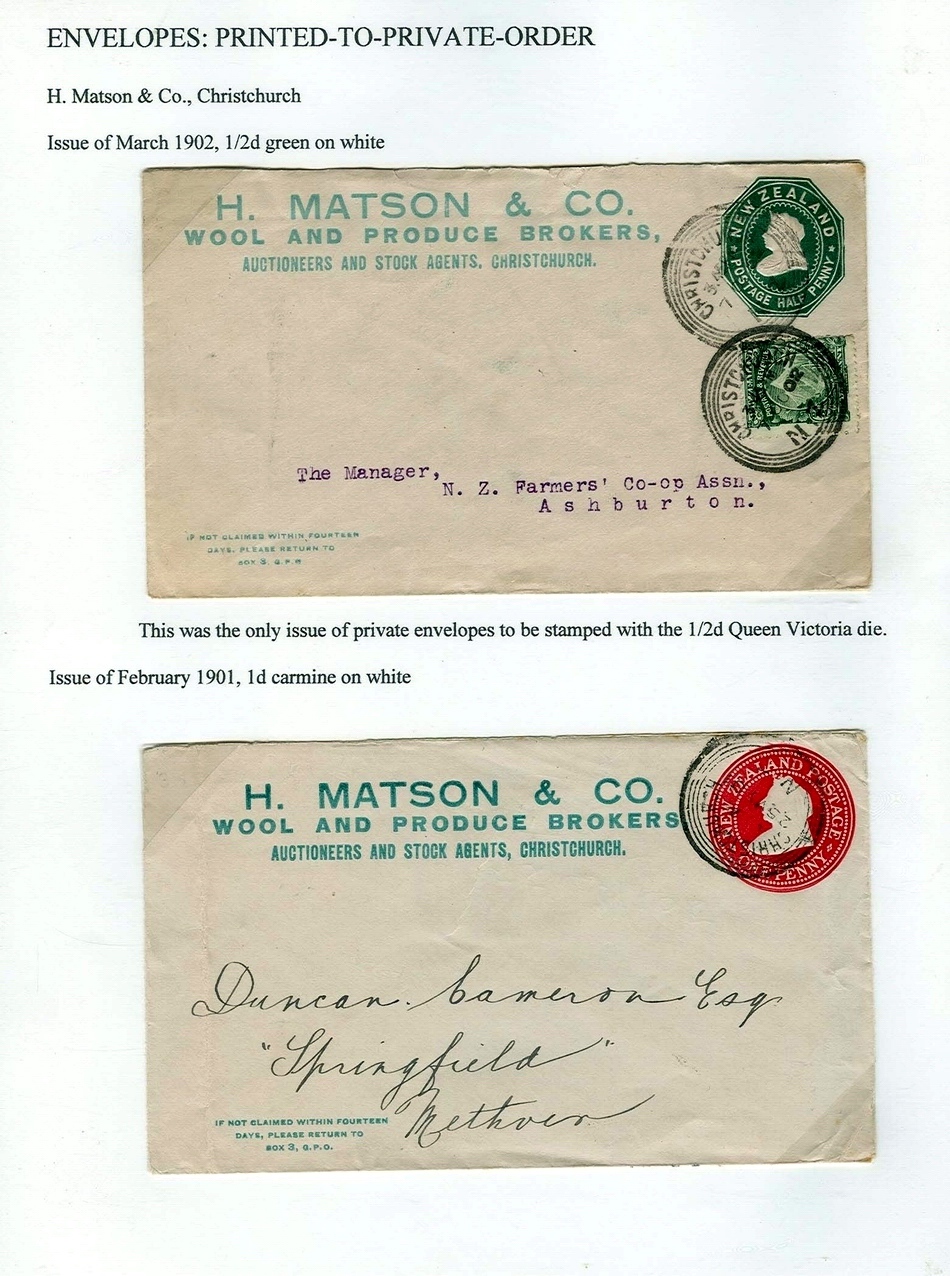 ENVELOPES: PRINTED-TO-PRIVATE-ORDER
H. Matson & Co., Christchurch
Issue of March 1902, 1/2d green on white
H. MATSON & CO.
WOOL AND PRODUCE BROKERS,
AUCTIONEERS AND STOCK AGENTS, CHRISTCHURCH.
NEW ZEALAND
POSTAGE HALF PENNY
The Manager,
N. Z. Farmers' Co-op Assn.,
Ashburton.
IF NOT CLAIMED WITHIN FOURTEEN
DAYS, PLEASE RETURN TO
BOX 3, G.P.O.
This was the only issue of private envelopes to be stamped with the 1/2d Queen Victoria die.
Issue of February 1901, 1d carmine on white
H. MATSON & CO.
WOOL AND PRODUCE BROKERS
AUCTIONEERS AND STOCK AGENTS, CHRISTCHURCH.
NEW ZEALAND POSTAGE
ONE PENNY
Duncan Cameron Esq
"Springfield"
Methven
IF NOT CLAIMED WITHIN FOURTEEN
DAYS, PLEASE RETURN TO
BOX 3, G.P.O.